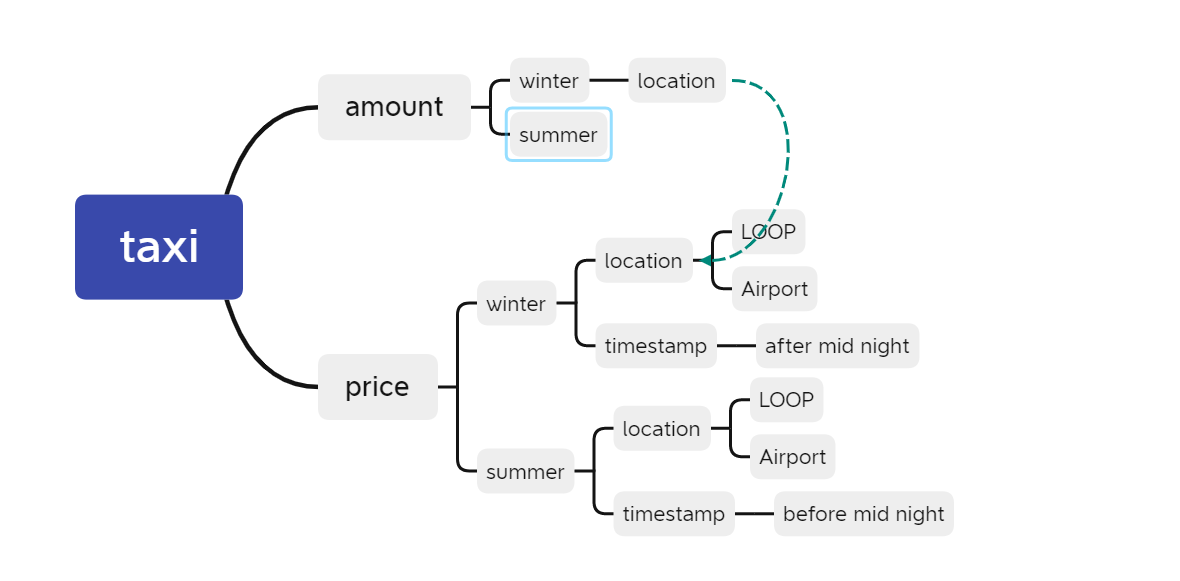 taxi
amount
winter
location
summer
price
winter
location
LOOP
Airport
timestamp
after mid night
summer
location
LOOP
Airport
timestamp
before mid night